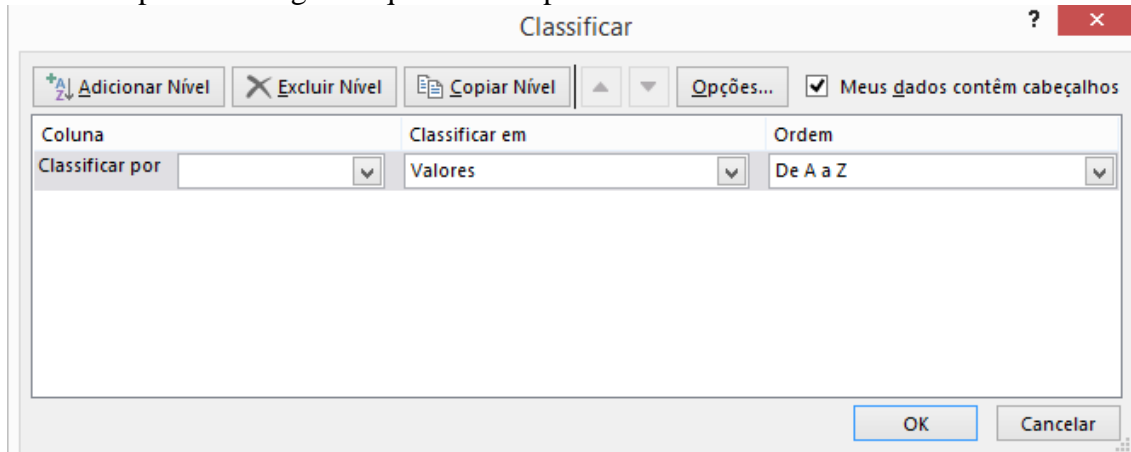 Classificar ? ×
Adicionar Nível Excluir Nível Copiar Nível Opções... Meus dados contêm cabeçalhos
Coluna Classificar em Ordem
Classificar por Valores De A a Z
OK Cancelar